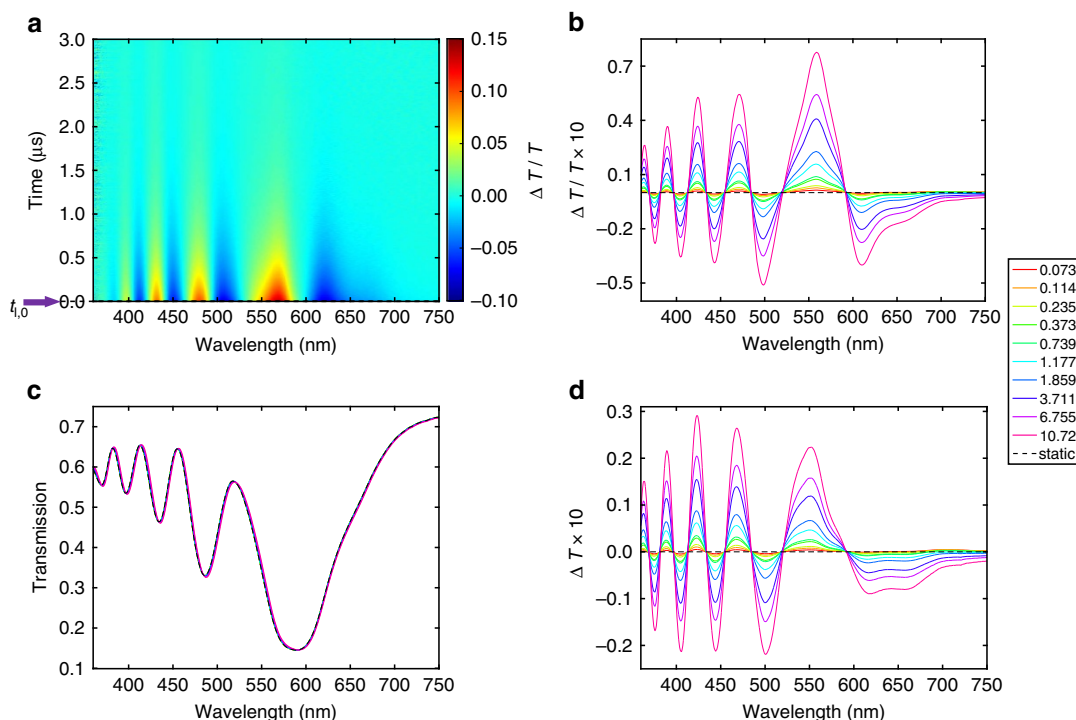 a
3.0
2.5
2.0
1.5
1.0
0.5
0.0
Time (μs)
t_l,0
400 450 500 550 600 650 700 750
Wavelength (nm)
0.15
0.10
0.05
0.00
−0.05
−0.10
Δ T / T
b
0.7
0.4
0.1
−0.2
−0.5
Δ T / T × 10
400 450 500 550 600 650 700 750
Wavelength (nm)
0.073
0.114
0.235
0.373
0.739
1.177
1.859
3.711
6.755
10.72
static
c
0.7
0.6
0.5
0.4
0.3
0.2
0.1
Transmission
400 450 500 550 600 650 700 750
Wavelength (nm)
d
0.3
0.2
0.1
0.0
−0.1
−0.2
Δ T × 10
400 450 500 550 600 650 700 750
Wavelength (nm)